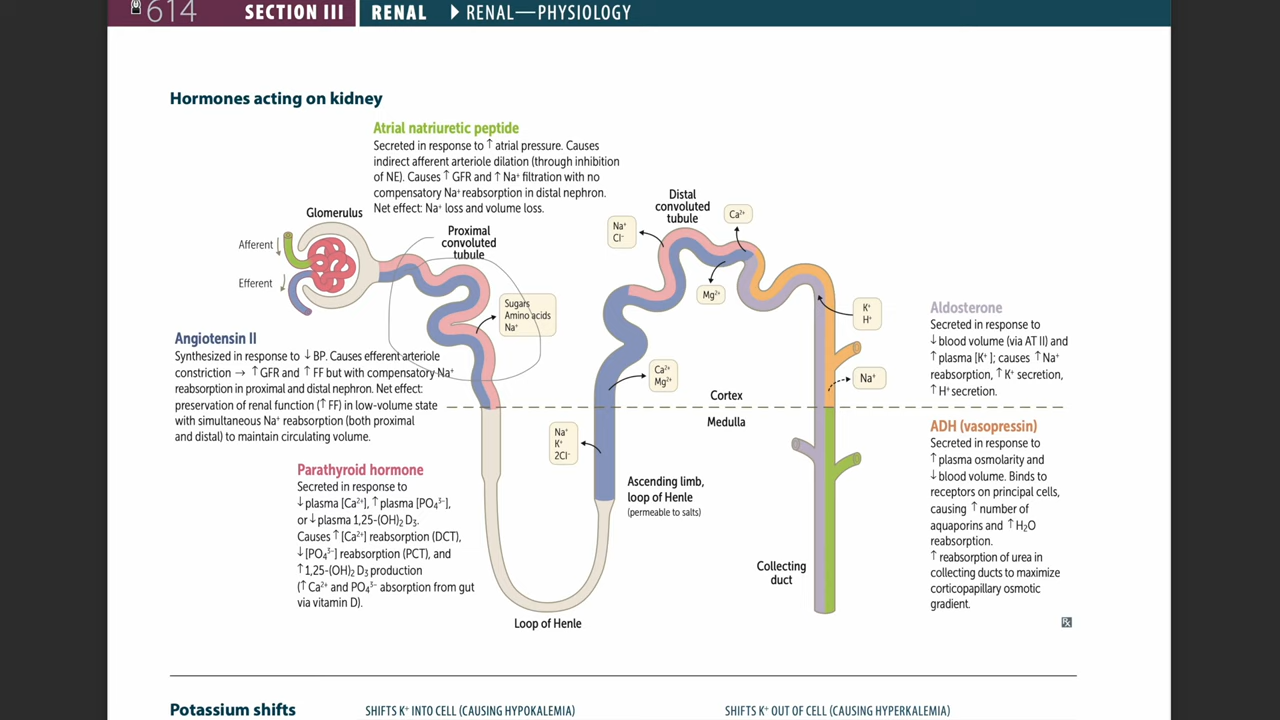 614 SECTION III RENAL ▶ RENAL—PHYSIOLOGY
Hormones acting on kidney
Atrial natriuretic peptide
Secreted in response to ↑ atrial pressure. Causes
indirect afferent arteriole dilation (through inhibition
of NE). Causes ↑ GFR and ↑ Na⁺ filtration with no
compensatory Na⁺ reabsorption in distal nephron.
Net effect: Na⁺ loss and volume loss.
Glomerulus
Afferent
Efferent
Proximal
convoluted
tubule
Sugars
Amino acids
Na⁺
Angiotensin II
Synthesized in response to ↓ BP. Causes efferent arteriole
constriction → ↑ GFR and ↑ FF but with compensatory Na⁺
reabsorption in proximal and distal nephron. Net effect:
preservation of renal function (↑ FF) in low-volume state
with simultaneous Na⁺ reabsorption (both proximal
and distal) to maintain circulating volume.
Parathyroid hormone
Secreted in response to
↓ plasma [Ca²⁺], ↑ plasma [PO₄³⁻],
or ↓ plasma 1,25-(OH)₂ D₃.
Causes ↑ [Ca²⁺] reabsorption (DCT),
↓ [PO₄³⁻] reabsorption (PCT), and
↑ 1,25-(OH)₂ D₃ production
(↑ Ca²⁺ and PO₄³⁻ absorption from gut
via vitamin D).
Loop of Henle
Na⁺
K⁺
2Cl⁻
Ca²⁺
Mg²⁺
Ascending limb,
loop of Henle
(permeable to salts)
Distal
convoluted
tubule
Na⁺
Cl⁻
Ca²⁺
Mg²⁺
K⁺
H⁺
Na⁺
Cortex
Medulla
Collecting
duct
Aldosterone
Secreted in response to
↓ blood volume (via AT II) and
↑ plasma [K⁺]; causes ↑ Na⁺
reabsorption, ↑ K⁺ secretion,
↑ H⁺ secretion.
ADH (vasopressin)
Secreted in response to
↑ plasma osmolarity and
↓ blood volume. Binds to
receptors on principal cells,
causing ↑ number of
aquaporins and ↑ H₂O
reabsorption.
↑ reabsorption of urea in
collecting ducts to maximize
corticopapillary osmotic
gradient.
℞
Potassium shifts SHIFTS K⁺ INTO CELL (CAUSING HYPOKALEMIA) SHIFTS K⁺ OUT OF CELL (CAUSING HYPERKALEMIA)